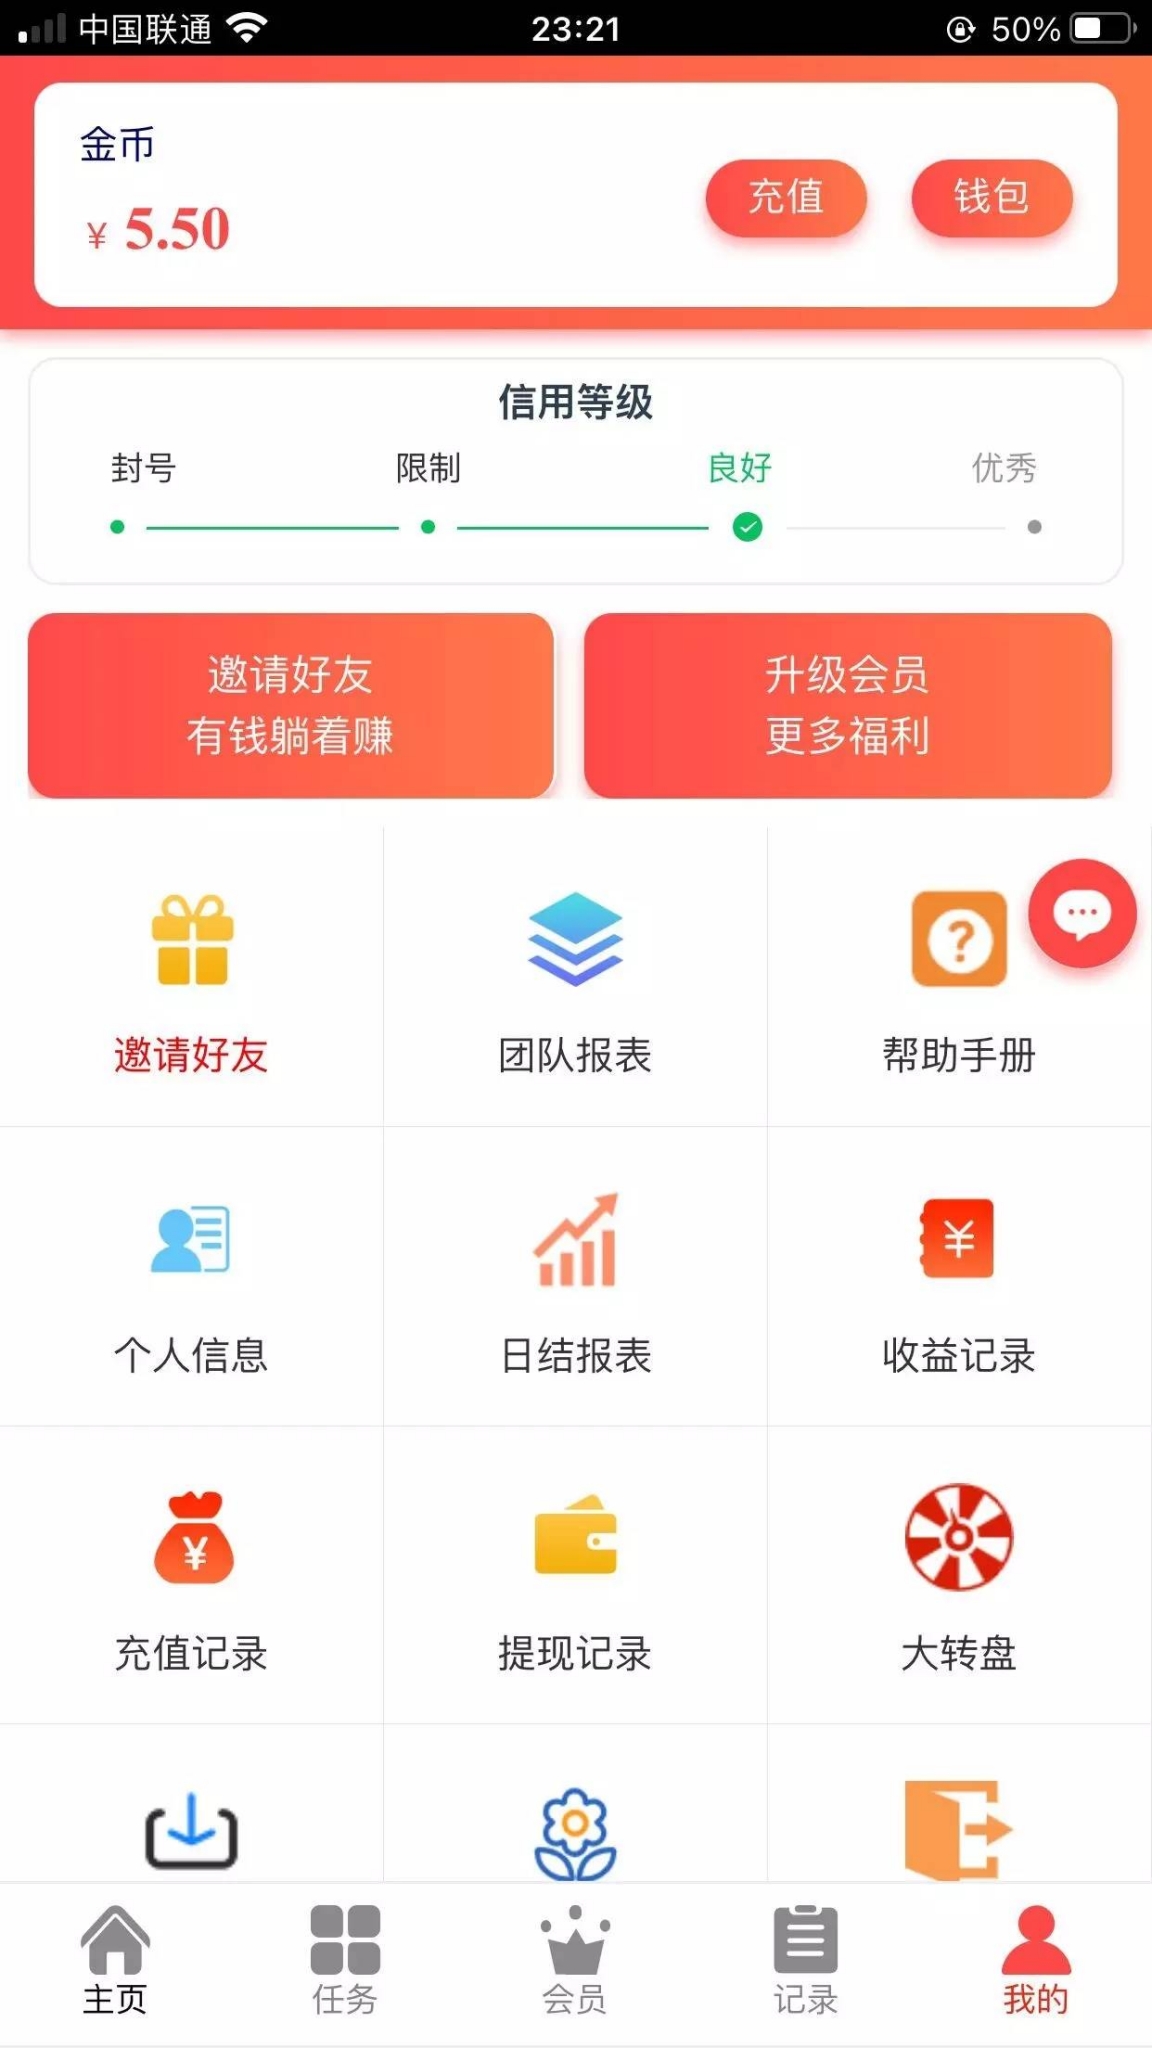 中国联通
23:21
50%
金币
¥ 5.50
充值
钱包
信用等级
封号
限制
良好
优秀
邀请好友
有钱躺着赚
升级会员
更多福利
邀请好友
团队报表
帮助手册
个人信息
日结报表
收益记录
充值记录
提现记录
大转盘
主页
任务
会员
记录
我的